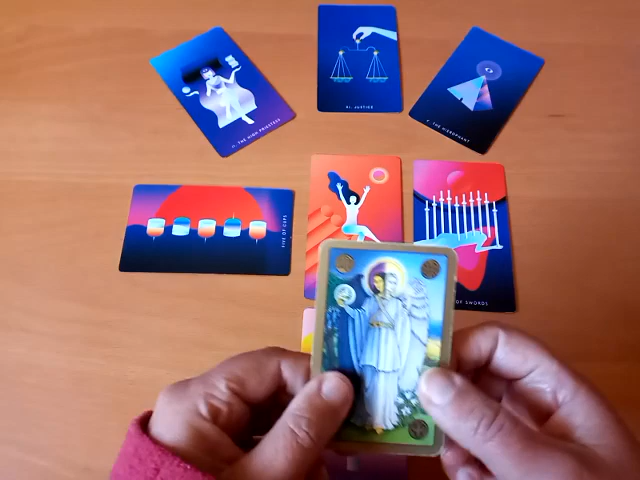 II. THE HIGH PRIESTESS
XI. JUSTICE
V. THE HIEROPHANT
FIVE OF CUPS
OF SWORDS